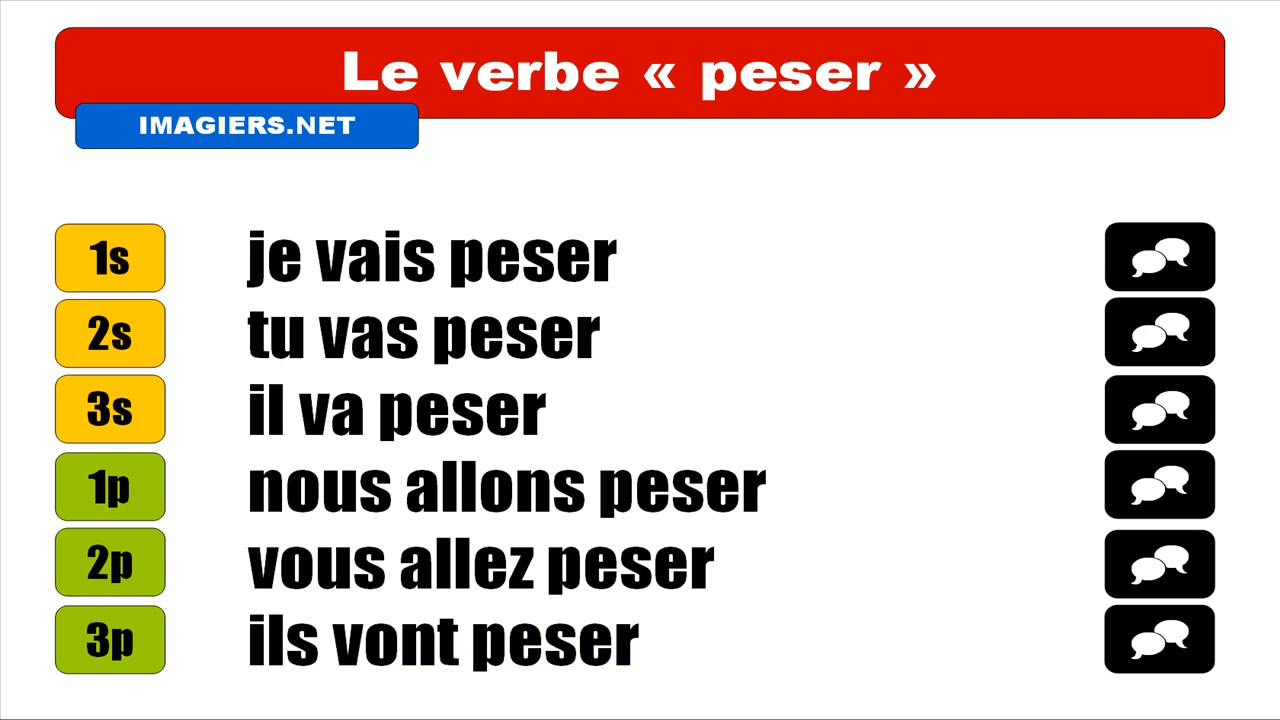 Le verbe « peser »
IMAGIERS.NET
1s je vais peser
2s tu vas peser
3s il va peser
1p nous allons peser
2p vous allez peser
3p ils vont peser